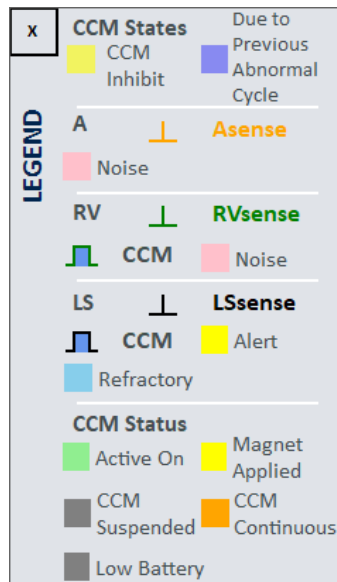 X
LEGEND
CCM States
CCM Inhibit
Due to Previous Abnormal Cycle
A
Asense
Noise
RV
RVsense
CCM
Noise
LS
LSsense
CCM
Alert
Refractory
CCM Status
Active On
Magnet Applied
CCM Suspended
CCM Continuous
Low Battery